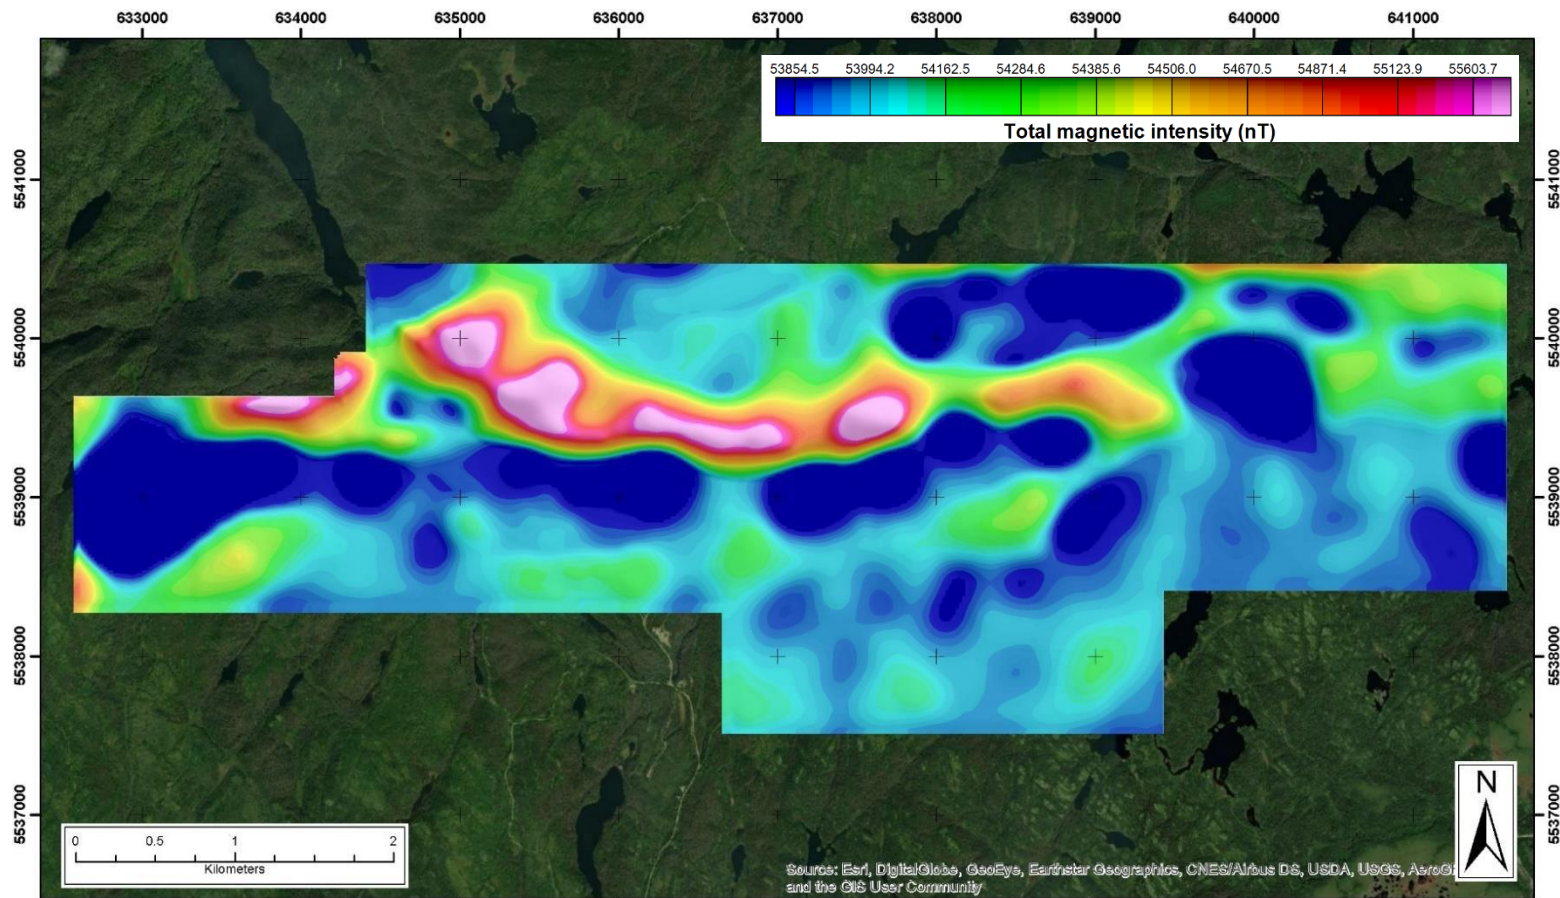 633000 634000 635000 636000 637000 638000 639000 640000 641000
53854.5 53994.2 54162.5 54284.6 54385.6 54506.0 54670.5 54871.4 55123.9 55603.7
Total magnetic intensity (nT)
5541000 5541000
5540000 5540000
5539000 5539000
5538000 5538000
5537000 5537000
N
0 0.5 1 2
Kilometers
Source: Esri, DigitalGlobe, GeoEye, Earthstar Geographics, CNES/Airbus DS, USDA, USGS,
and the GIS User Community